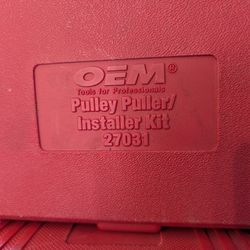 OEM®
Tools for Professionals
Pulley Puller/
Installer Kit
27031